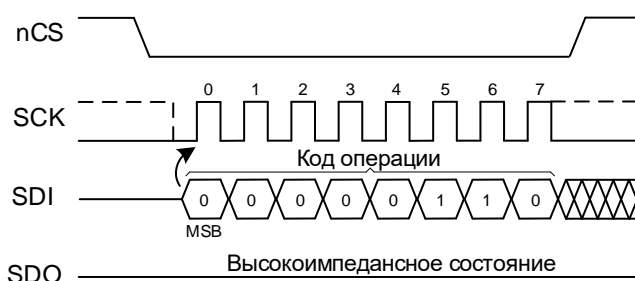 nCS
0 1 2 3 4 5 6 7
SCK
Код операции
SDI 0 0 0 0 0 1 1 0
MSB
Высокоимпедансное состояние
SDO